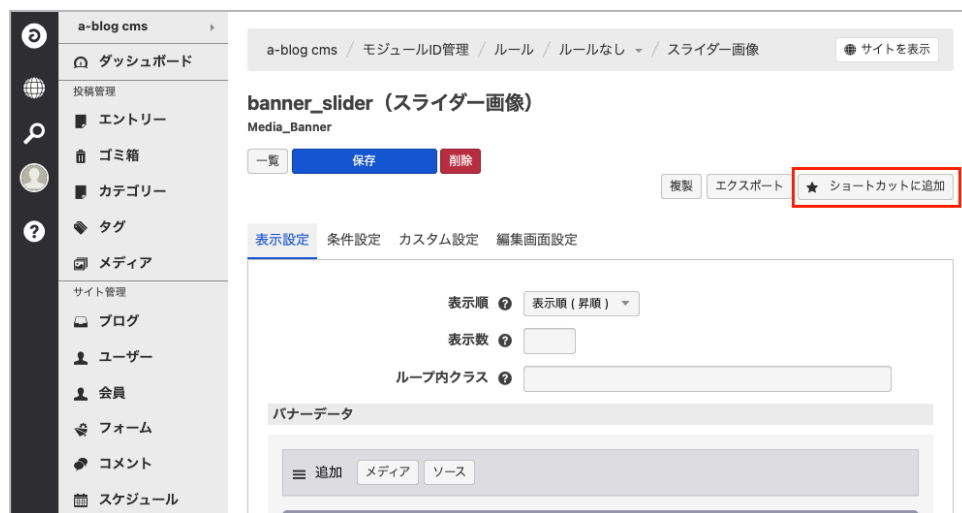 a-blog cms
ダッシュボード
投稿管理
エントリー
ゴミ箱
カテゴリー
タグ
メディア
サイト管理
ブログ
ユーザー
会員
フォーム
コメント
スケジュール
a-blog cms / モジュールID管理 / ルール / ルールなし / スライダー画像
サイトを表示
banner_slider（スライダー画像）
Media_Banner
一覧 保存 削除
複製 エクスポート ★ ショートカットに追加
表示設定 条件設定 カスタム設定 編集画面設定
表示順 ? 表示順 ( 昇順 )
表示数 ?
ループ内クラス ?
バナーデータ
追加 メディア ソース